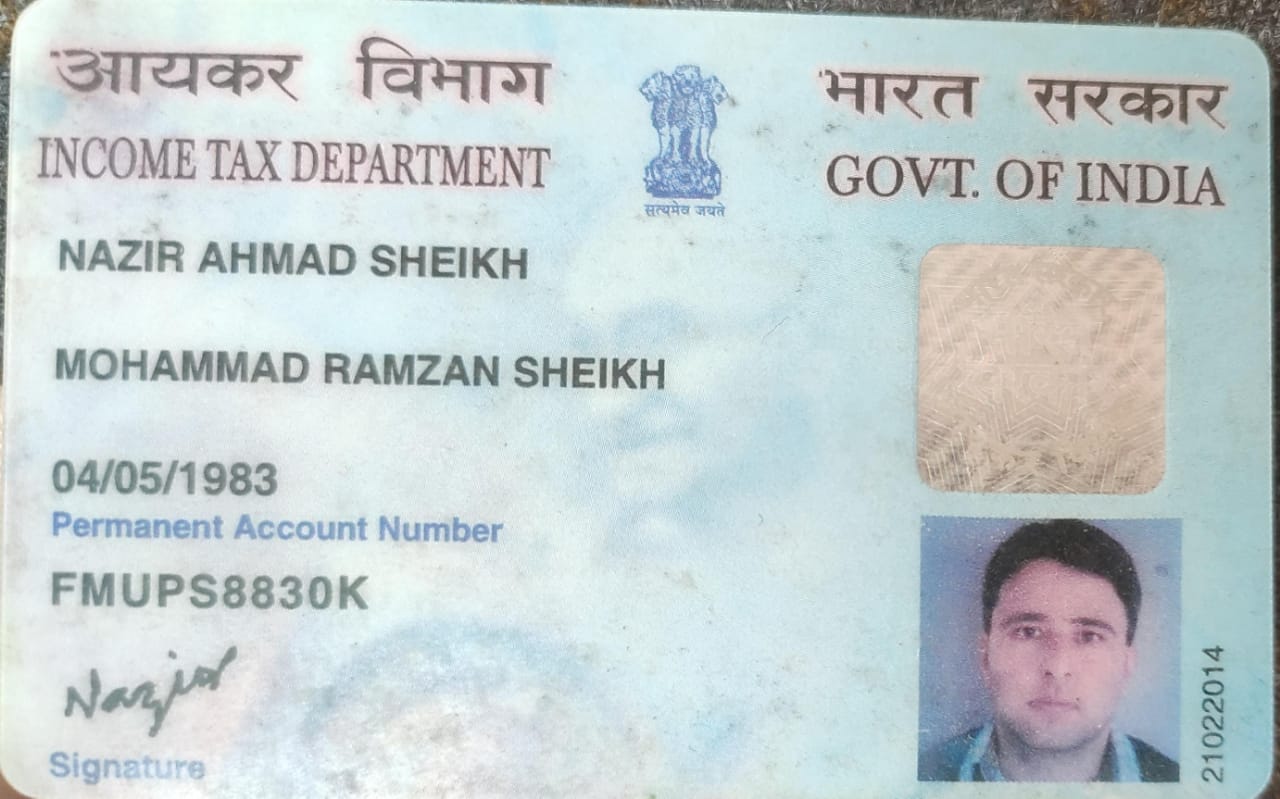 आयकर विभाग
INCOME TAX DEPARTMENT
सत्यमेव जयते
भारत सरकार
GOVT. OF INDIA
NAZIR AHMAD SHEIKH
MOHAMMAD RAMZAN SHEIKH
04/05/1983
Permanent Account Number
FMUPS8830K
Nazir
Signature
21022014